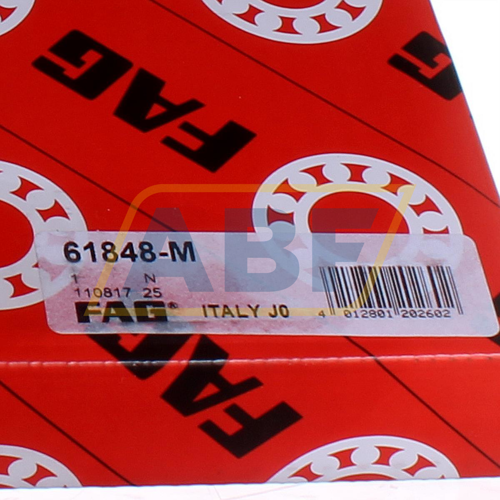 FAG
FAG
ABF
61848-M
1 N
110817 25
FAG® ITALY J0
4 012801 202602
FAG